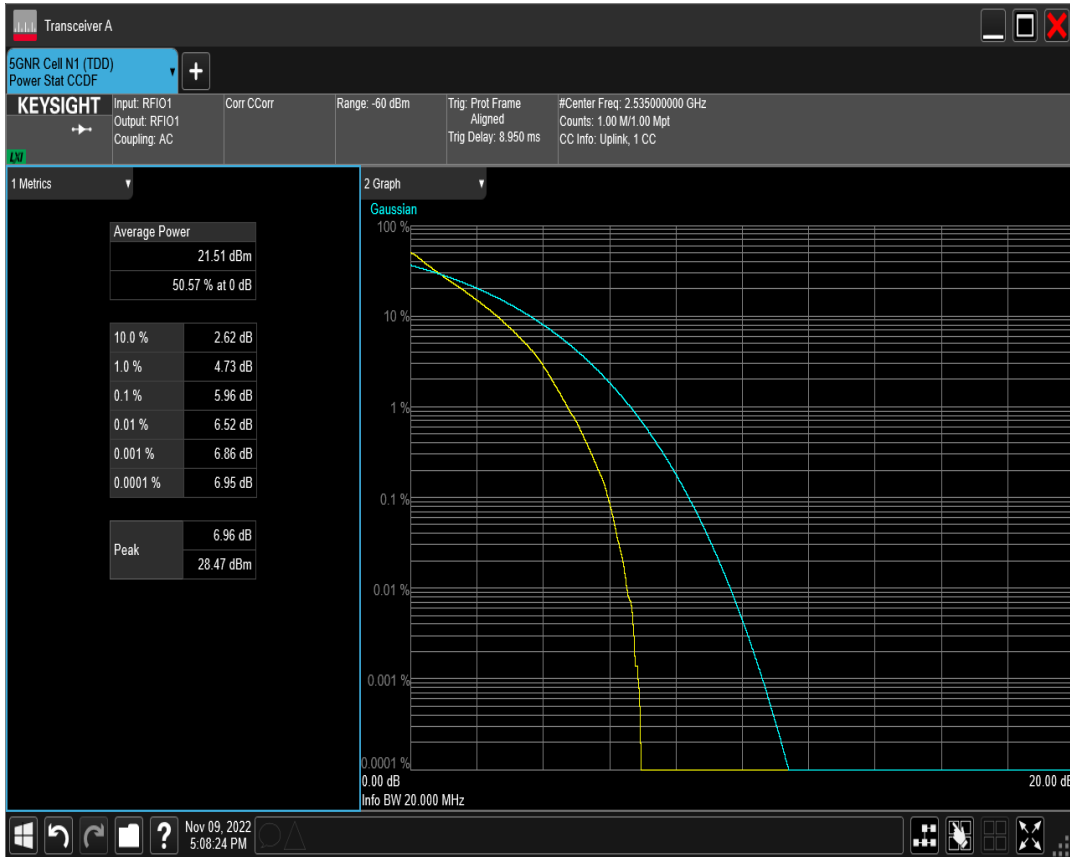 Transceiver A
5GNR Cell N1 (TDD)
Power Stat CCDF
+
KEYSIGHT
LXI
Input: RFIO1
Output: RFIO1
Coupling: AC
Corr CCorr
Range: -60 dBm
Trig: Prot Frame
Aligned
Trig Delay: 8.950 ms
#Center Freq: 2.535000000 GHz
Counts: 1.00 M/1.00 Mpt
CC Info: Uplink, 1 CC
1 Metrics
Average Power
21.51 dBm
50.57 % at 0 dB
10.0 % 2.62 dB
1.0 % 4.73 dB
0.1 % 5.96 dB
0.01 % 6.52 dB
0.001 % 6.86 dB
0.0001 % 6.95 dB
Peak
6.96 dB
28.47 dBm
2 Graph
Gaussian
100 %
10 %
1 %
0.1 %
0.01 %
0.001 %
0.0001 %
0.00 dB 20.00 dB
Info BW 20.000 MHz
?
Nov 09, 2022
5:08:24 PM